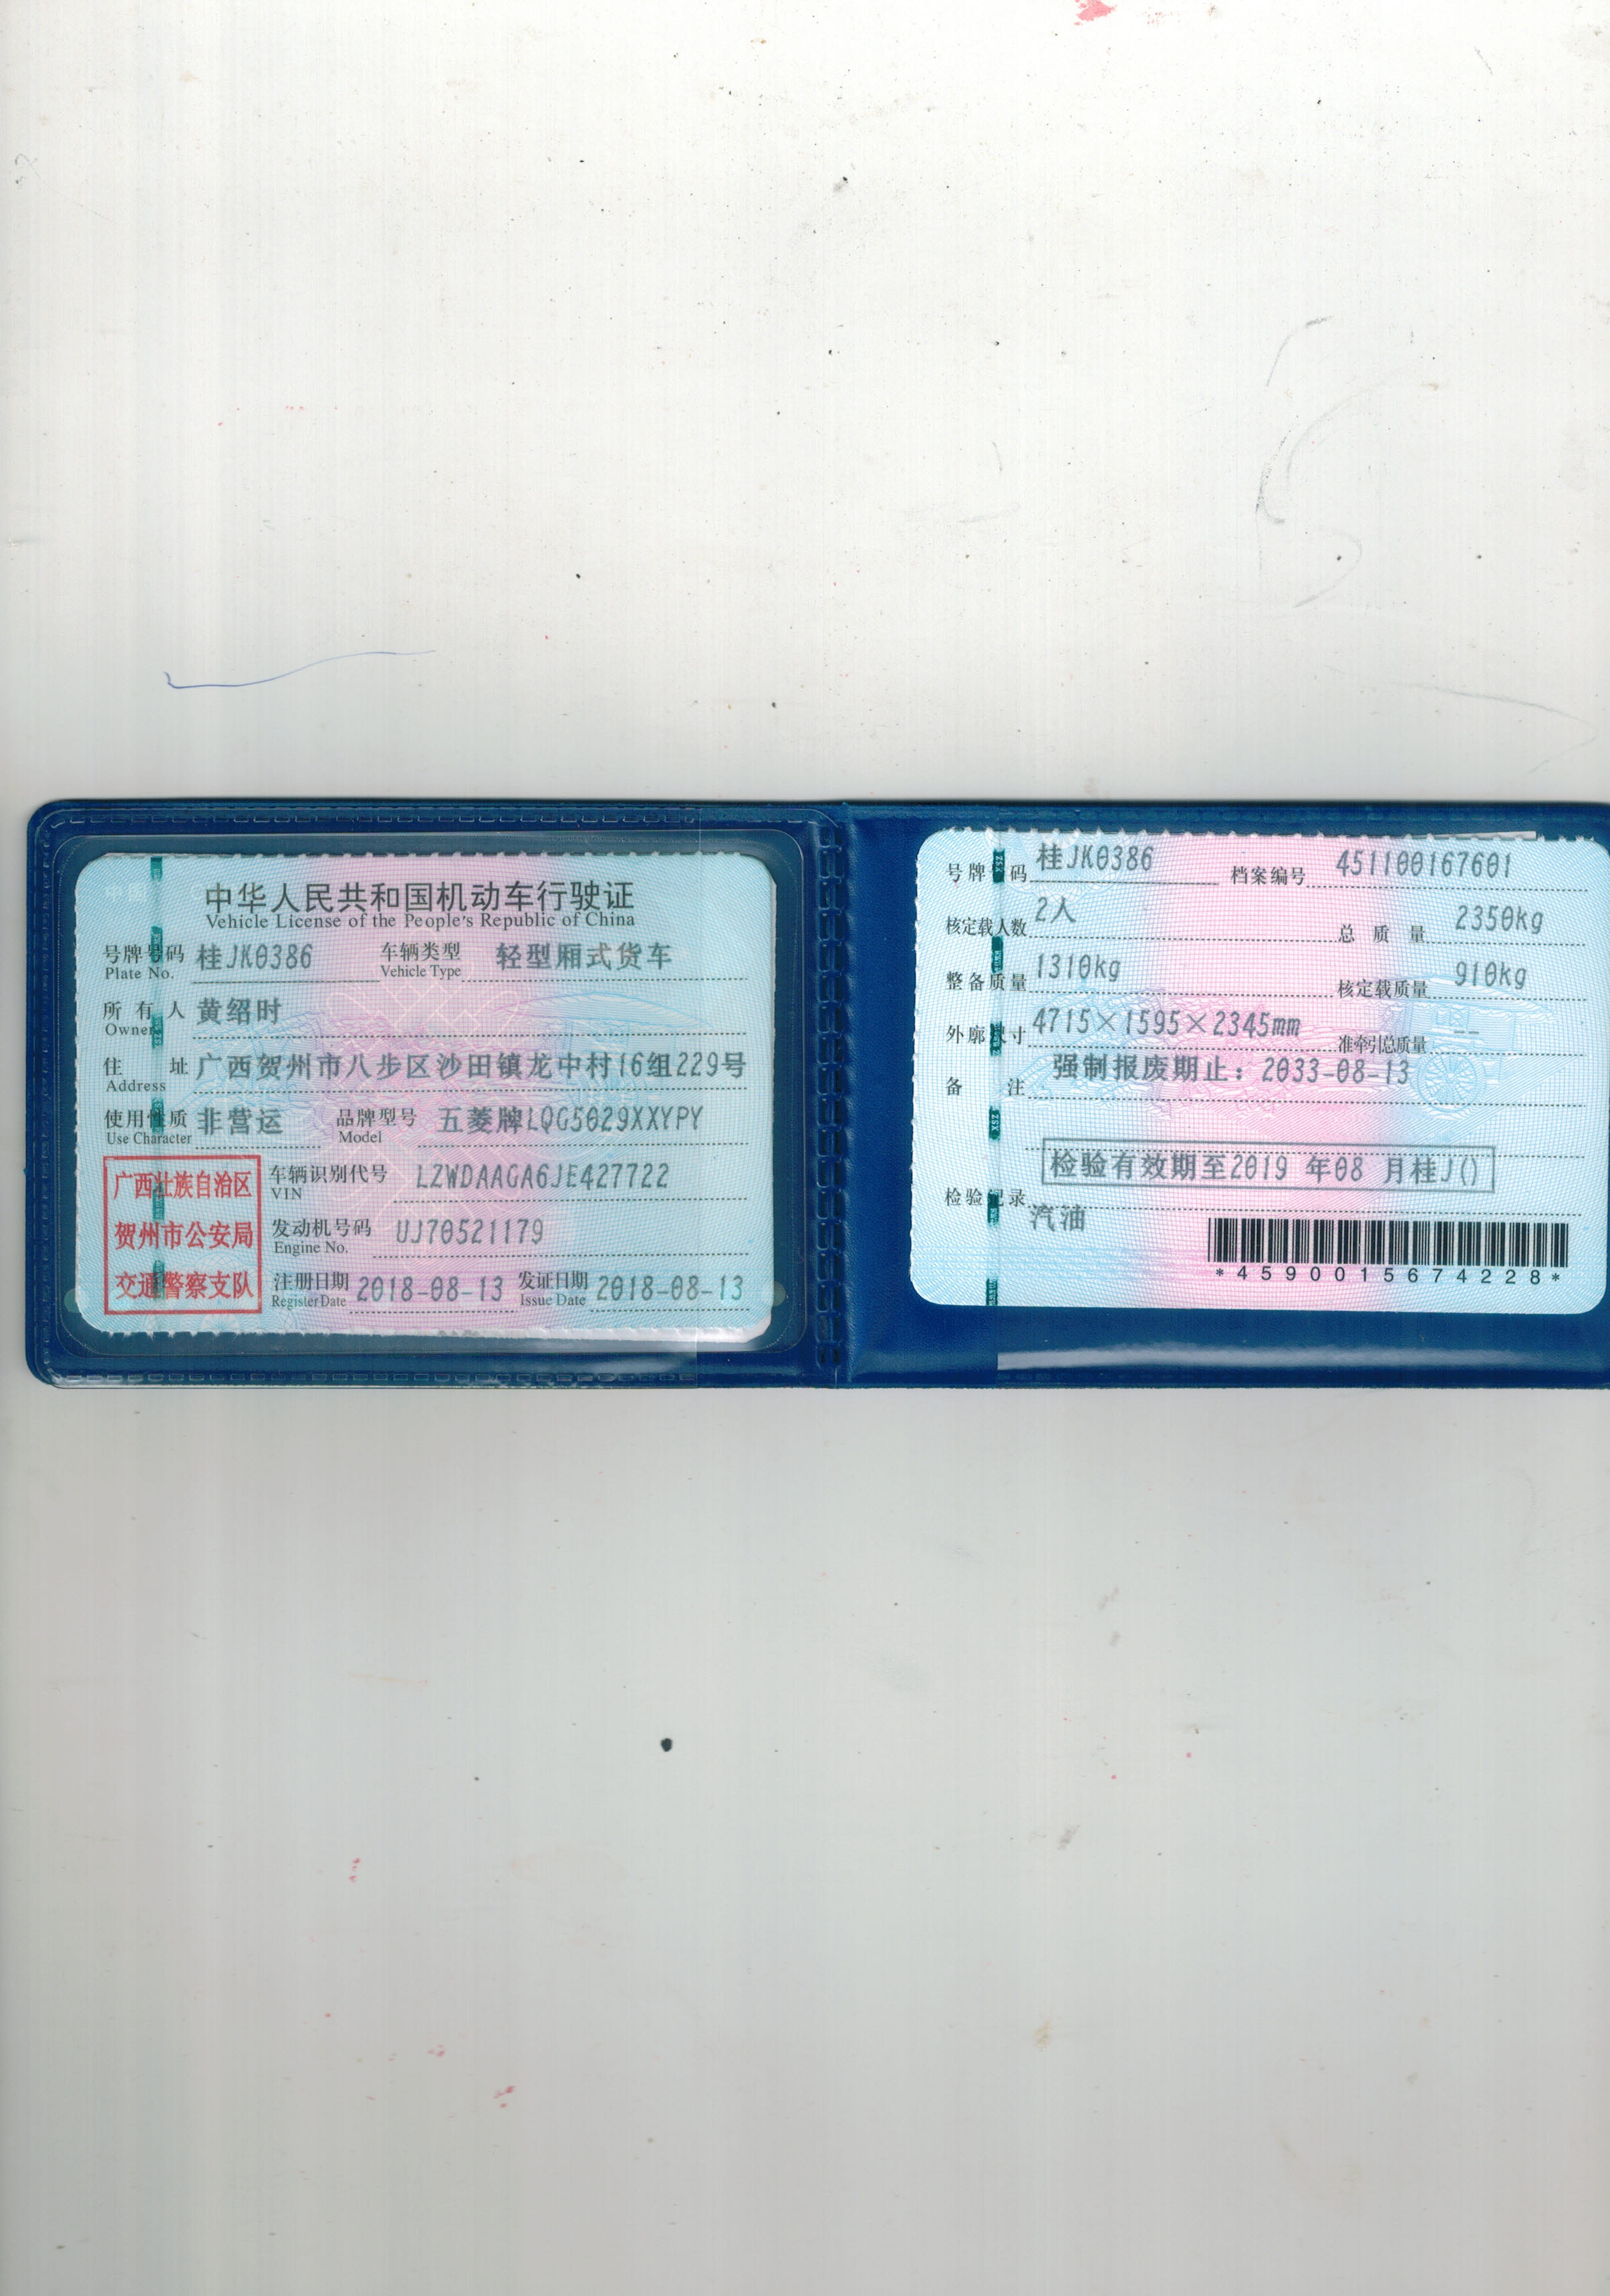 中华人民共和国机动车行驶证
Vehicle License of the People's Republic of China
号牌号码 桂JK0386 车辆类型 轻型厢式货车
Plate No. Vehicle Type
所有人 黄绍时
Owner
住址 广西贺州市八步区沙田镇龙中村16组229号
Address
使用性质 非营运 品牌型号 五菱牌LQG5029XXYPY
Use Character Model
广西壮族自治区
贺州市公安局
交通警察支队
车辆识别代号 LZWDAAGA6JE427722
VIN
发动机号码 UJ70521179
Engine No.
注册日期 2018-08-13 发证日期 2018-08-13
Register Date Issue Date
号牌号码 桂JK0386 档案编号 451100167601
核定载人数 2人 总质量 2350kg
整备质量 1310kg 核定载质量 910kg
外廓尺寸 4715×1595×2345mm 准牵引总质量 --
备注 强制报废期止：2033-08-13
检验有效期至2019 年08 月桂J()
检验记录
汽油
*4590015674228*